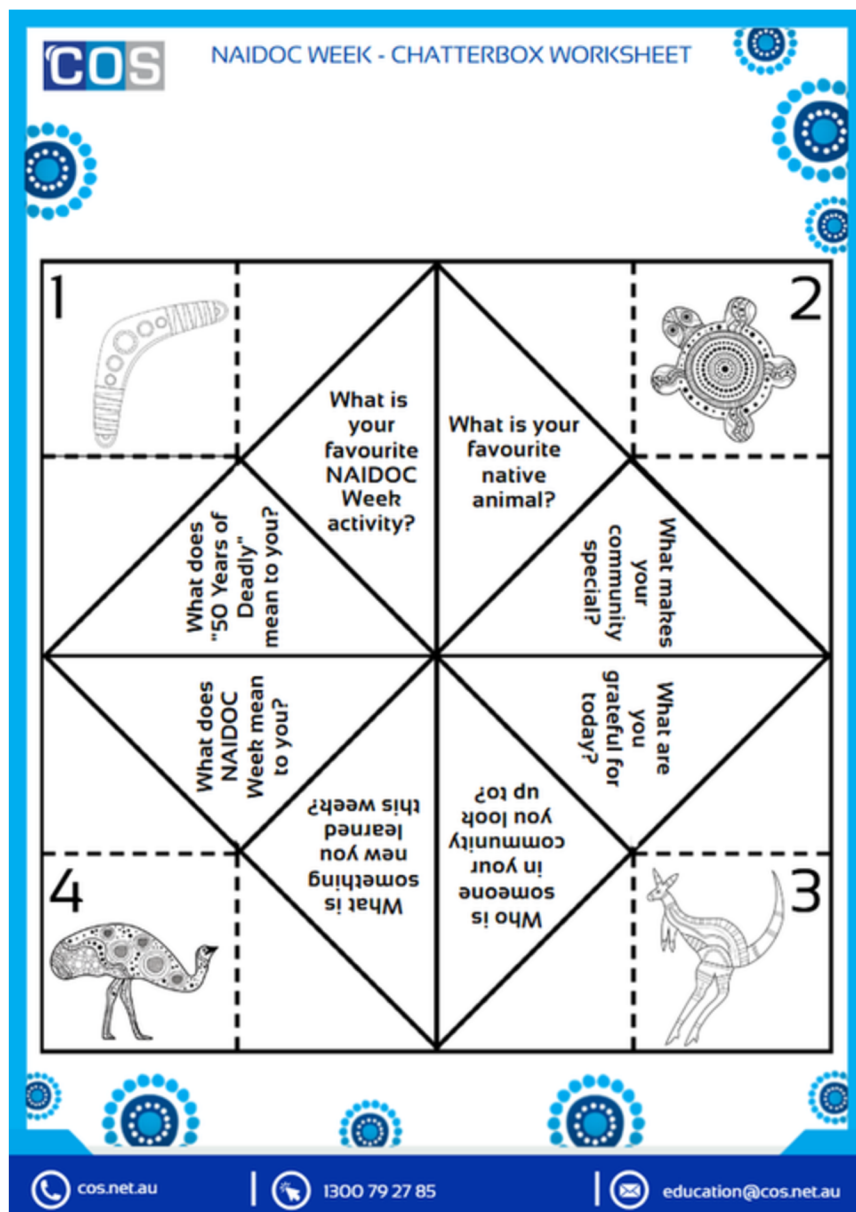 COS
NAIDOC WEEK - CHATTERBOX WORKSHEET
1
2
What is
your
favourite
NAIDOC
Week
activity?
What is your
favourite
native
animal?
What does
"50 Years of
Deadly"
mean to you?
What makes
your
community
special?
What does
NAIDOC
Week mean
to you?
What are
you
grateful for
today?
What is
something
new you
learned
this week?
Who is
someone
in your
community
you look
up to?
4
3
cos.net.au
1300 79 27 85
education@cos.net.au